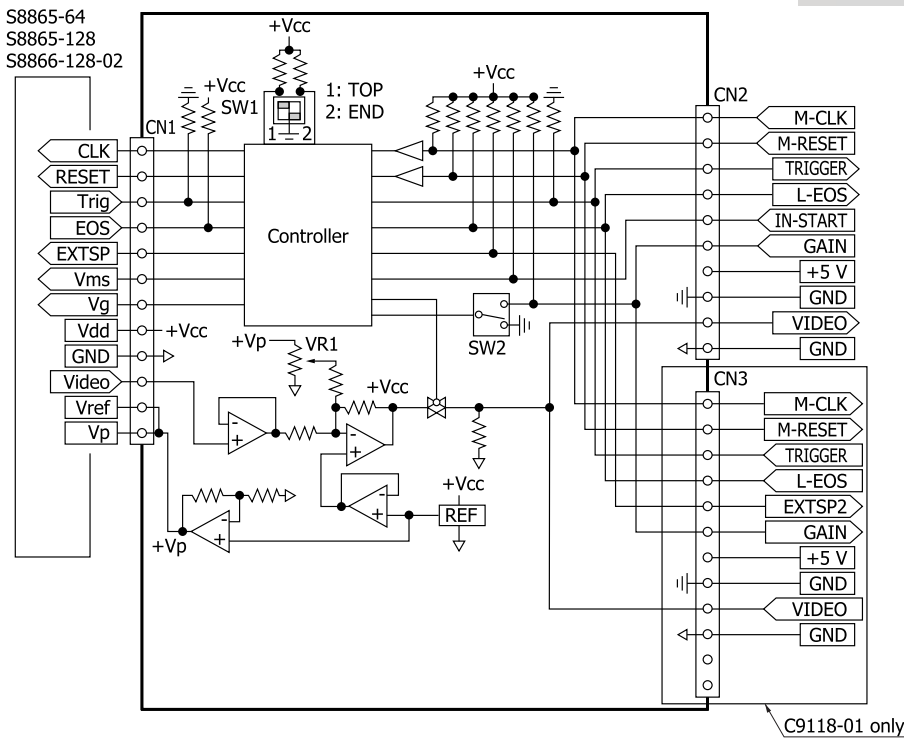 S8865-64
S8865-128
S8866-128-02
CN1
CLK
RESET
Trig
EOS
EXTSP
Vms
Vg
Vdd
GND
Video
Vref
Vp
+Vcc
+Vcc
SW1
1 2
1: TOP
2: END
+Vcc
+Vcc
Controller
+Vcc
SW2
+Vp
VR1
+Vcc
-
+
-
+
-
+
-
+
+Vp
+Vcc
REF
CN2
M-CLK
M-RESET
TRIGGER
L-EOS
IN-START
GAIN
+5 V
GND
VIDEO
GND
CN3
M-CLK
M-RESET
TRIGGER
L-EOS
EXTSP2
GAIN
+5 V
GND
VIDEO
GND
C9118-01 only